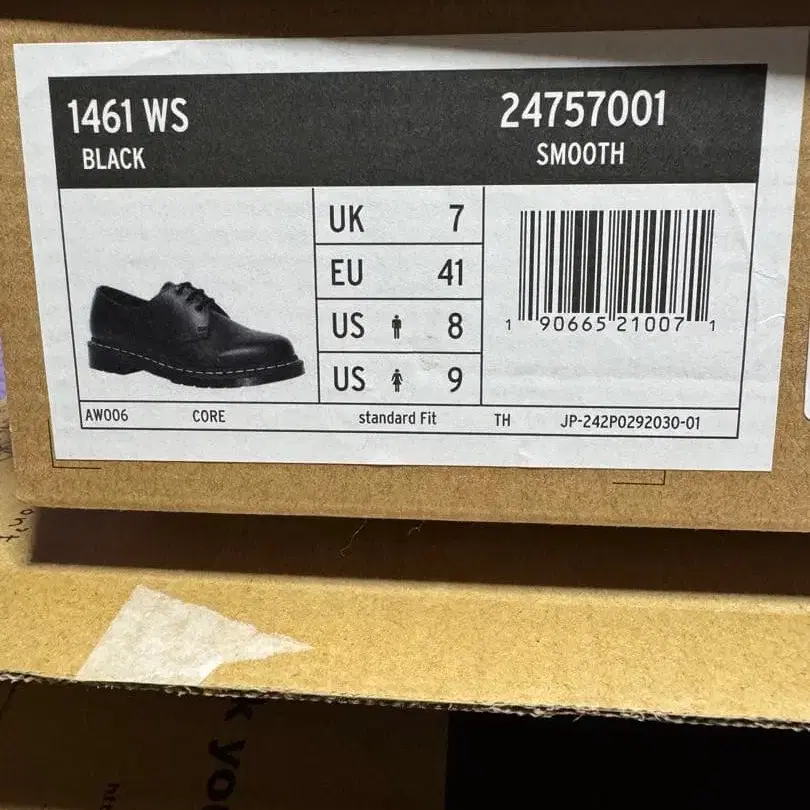 1461 WS
24757001
BLACK
SMOOTH
UK 7
EU 41
US 8
US 9
1 90665 21007 1
AW006 CORE standard Fit TH JP-242P0292030-01
k you